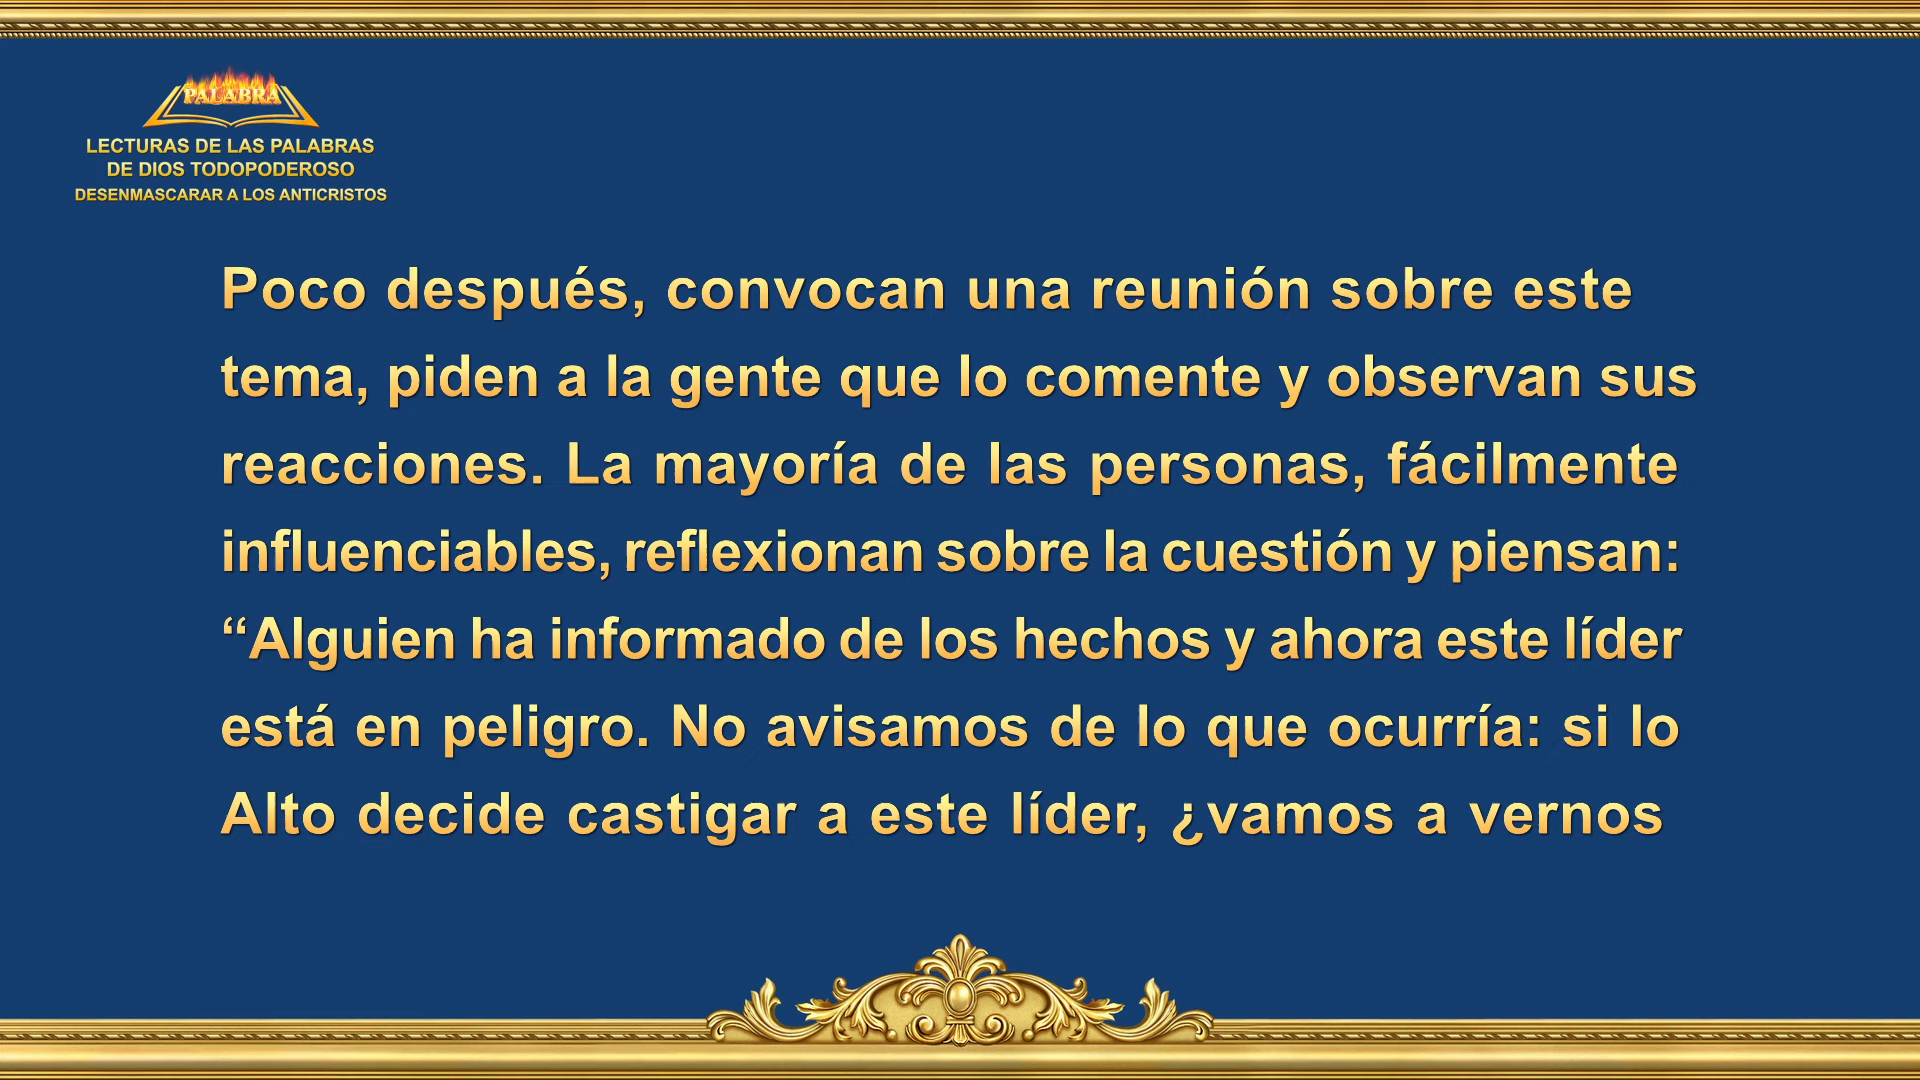 PALABRA
LECTURAS DE LAS PALABRAS
DE DIOS TODOPODEROSO
DESENMASCARAR A LOS ANTICRISTOS
Poco después, convocan una reunión sobre este
tema, piden a la gente que lo comente y observan sus
reacciones. La mayoría de las personas, fácilmente
influenciables, reflexionan sobre la cuestión y piensan:
“Alguien ha informado de los hechos y ahora este líder
está en peligro. No avisamos de lo que ocurría: si lo
Alto decide castigar a este líder, ¿vamos a vernos